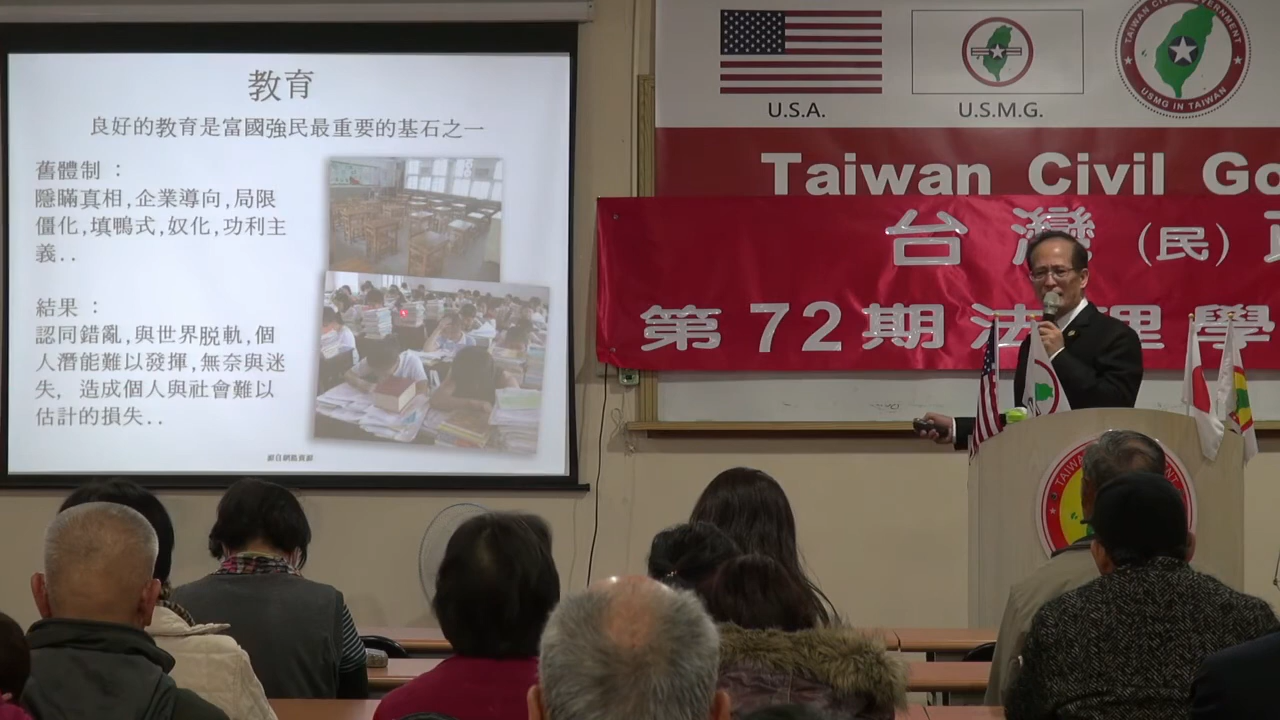 教育
良好的教育是富國強民最重要的基石之一
舊體制 :
隱瞞真相,企業導向,局限
僵化,填鴨式,奴化,功利主
義..
結果 :
認同錯亂,與世界脱軌,個
人潛能難以發揮,無奈與迷
失, 造成個人與社會難以
估計的損失..
U.S.A.
U.S.M.G.
USMG IN TAIWAN
Taiwan Civil Go
台灣(民)
第72期法理學